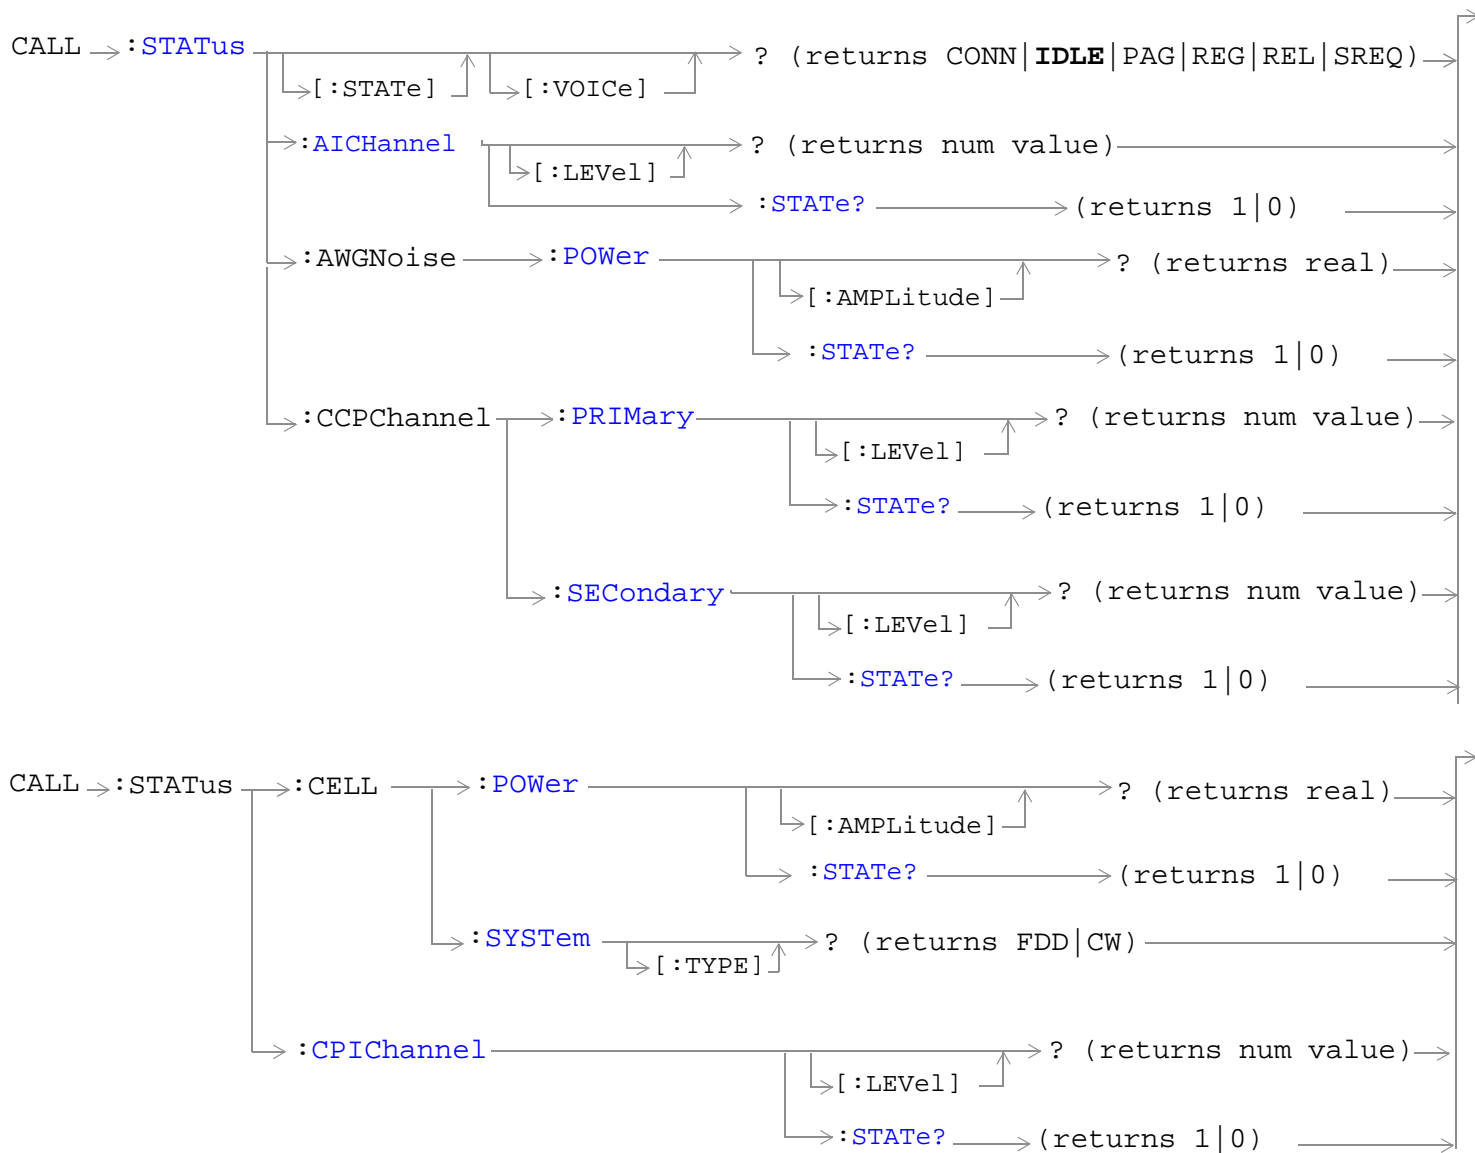 CALL :STATus ? (returns CONN|IDLE|PAG|REG|REL|SREQ)
[:STATe] [:VOICe]
:AICHannel ? (returns num value)
[:LEVel]
:STATe? (returns 1|0)
:AWGNoise :POWer ? (returns real)
[:AMPLitude]
:STATe? (returns 1|0)
:CCPChannel :PRIMary ? (returns num value)
[:LEVel]
:STATe? (returns 1|0)
:SECondary ? (returns num value)
[:LEVel]
:STATe? (returns 1|0)
CALL :STATus :CELL :POWer ? (returns real)
[:AMPLitude]
:STATe? (returns 1|0)
:SYSTem ? (returns FDD|CW)
[:TYPE]
:CPIChannel ? (returns num value)
[:LEVel]
:STATe? (returns 1|0)